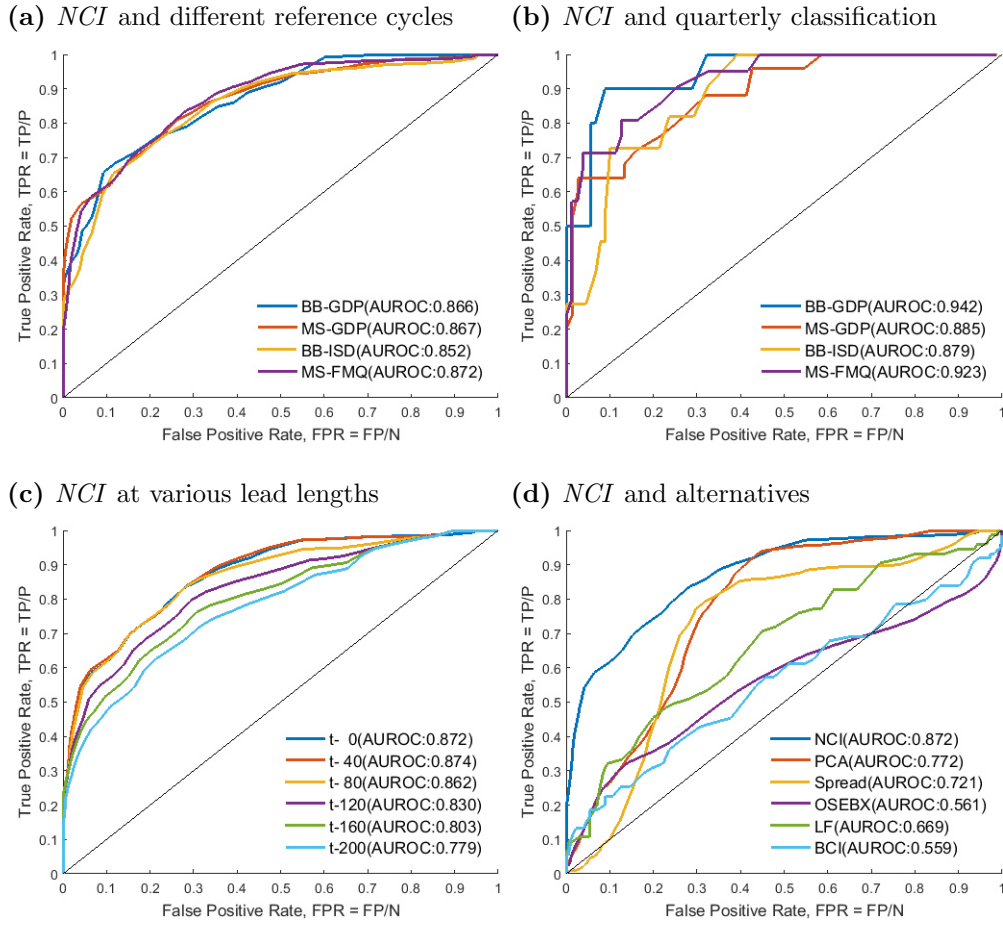 (a) NCI and different reference cycles
True Positive Rate, TPR = TP/P
1
0.9
0.8
0.7
0.6
0.5
0.4
0.3
0.2
0.1
0
BB-GDP(AUROC:0.866)
MS-GDP(AUROC:0.867)
BB-ISD(AUROC:0.852)
MS-FMQ(AUROC:0.872)
0 0.1 0.2 0.3 0.4 0.5 0.6 0.7 0.8 0.9 1
False Positive Rate, FPR = FP/N
(b) NCI and quarterly classification
True Positive Rate, TPR = TP/P
1
0.9
0.8
0.7
0.6
0.5
0.4
0.3
0.2
0.1
0
BB-GDP(AUROC:0.942)
MS-GDP(AUROC:0.885)
BB-ISD(AUROC:0.879)
MS-FMQ(AUROC:0.923)
0 0.1 0.2 0.3 0.4 0.5 0.6 0.7 0.8 0.9 1
False Positive Rate, FPR = FP/N
(c) NCI at various lead lengths
True Positive Rate, TPR = TP/P
1
0.9
0.8
0.7
0.6
0.5
0.4
0.3
0.2
0.1
0
t- 0(AUROC:0.872)
t- 40(AUROC:0.874)
t- 80(AUROC:0.862)
t-120(AUROC:0.830)
t-160(AUROC:0.803)
t-200(AUROC:0.779)
0 0.1 0.2 0.3 0.4 0.5 0.6 0.7 0.8 0.9 1
False Positive Rate, FPR = FP/N
(d) NCI and alternatives
True Positive Rate, TPR = TP/P
1
0.9
0.8
0.7
0.6
0.5
0.4
0.3
0.2
0.1
0
NCI(AUROC:0.872)
PCA(AUROC:0.772)
Spread(AUROC:0.721)
OSEBX(AUROC:0.561)
LF(AUROC:0.669)
BCI(AUROC:0.559)
0 0.1 0.2 0.3 0.4 0.5 0.6 0.7 0.8 0.9 1
False Positive Rate, FPR = FP/N